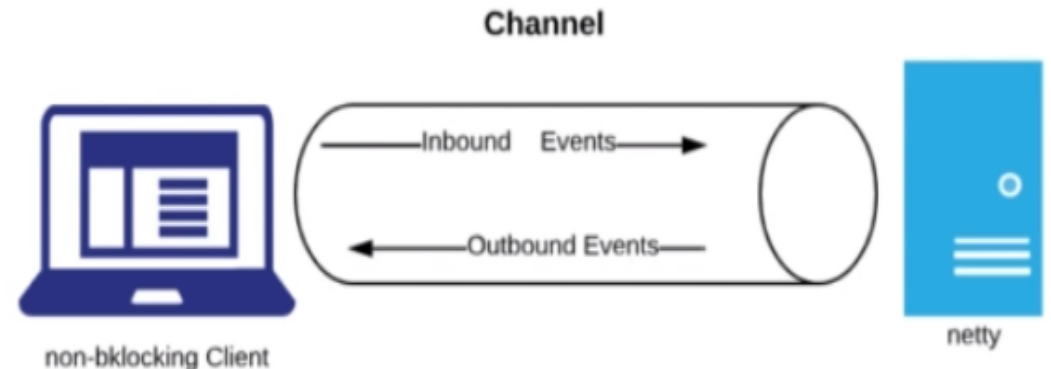 Channel
Inbound Events
Outbound Events
netty
non-bklocking Client